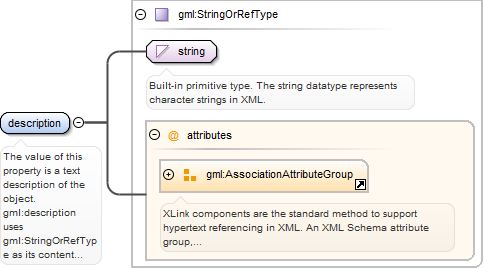 gml:StringOrRefType
string
Built-in primitive type. The string datatype represents
character strings in XML.
description
The value of this
property is a text
description of the
object.
gml:description
uses
gml:StringOrRefTyp
e as its content...
@ attributes
gml:AssociationAttributeGroup
XLink components are the standard method to support
hypertext referencing in XML. An XML Schema attribute
group,...